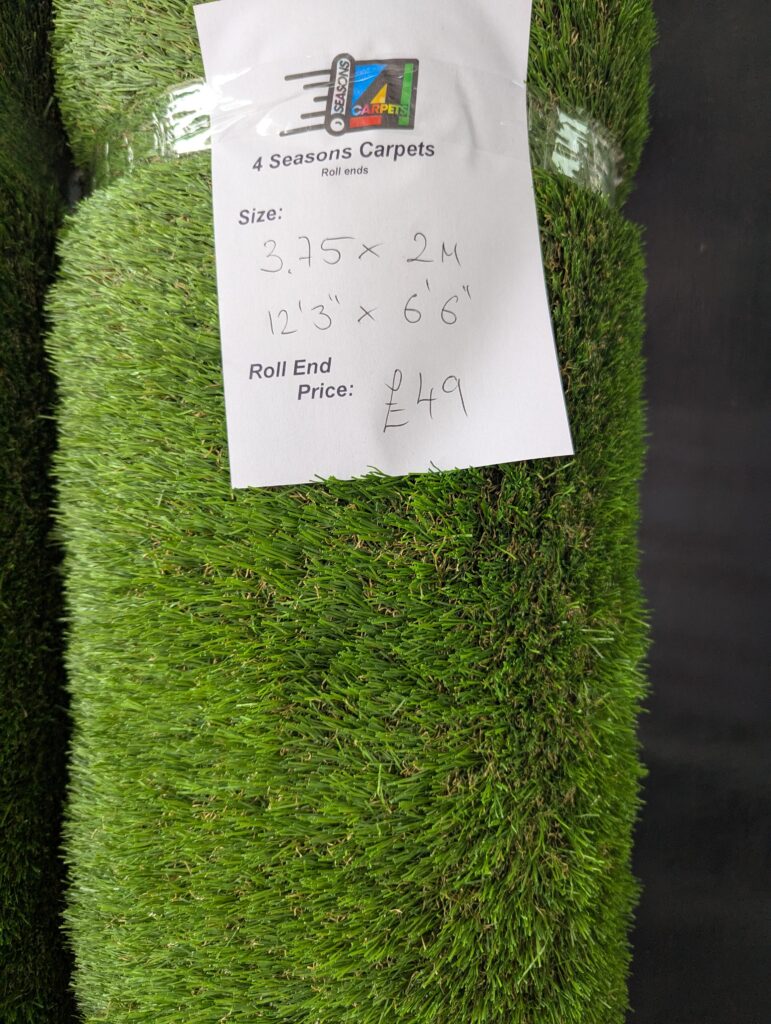 SEASONS
4
CARPETS
4 Seasons Carpets
Roll ends
Size:
3.75 x 2M
12'3" x 6'6"
Roll End
Price: £49